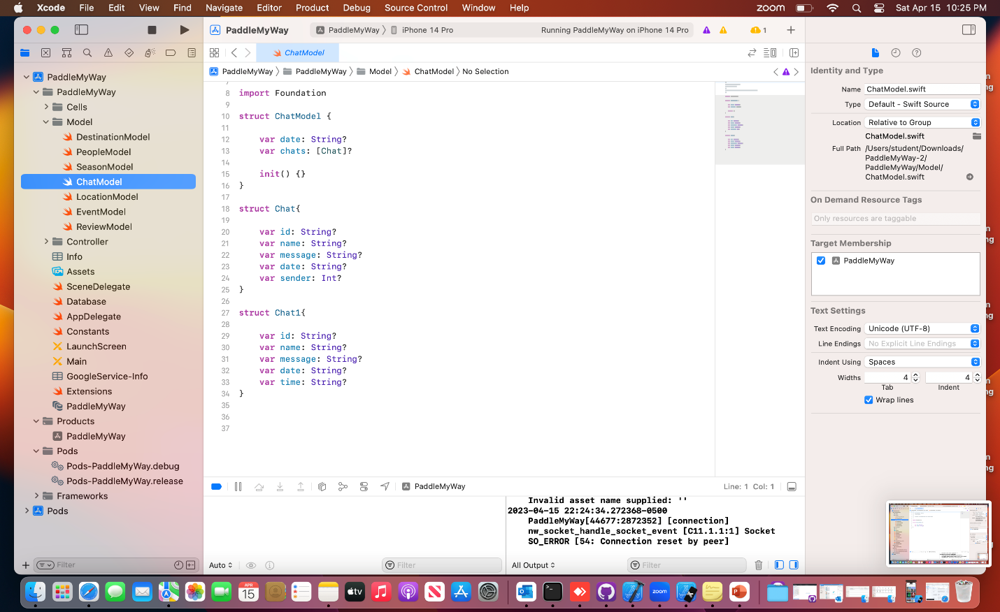 Xcode File Edit View Find Navigate Editor Product Debug Source Control Window Help zoom Sat Apr 15 10:25 PM
PaddleMyWay PaddleMyWay iPhone 14 Pro Running PaddleMyWay on iPhone 14 Pro 1
ChatModel
PaddleMyWay PaddleMyWay Model ChatModel No Selection
PaddleMyWay
PaddleMyWay
Cells
Model
DestinationModel
PeopleModel
SeasonModel
ChatModel
LocationModel
EventModel
ReviewModel
Controller
Info
Assets
SceneDelegate
Database
AppDelegate
Constants
LaunchScreen
Main
GoogleService-Info
Extensions
PaddleMyWay
Products
PaddleMyWay
Pods
Pods-PaddleMyWay.debug
Pods-PaddleMyWay.release
Frameworks
Pods
Filter
7
8 import Foundation
9
10 struct ChatModel {
11
12 var date: String?
13 var chats: [Chat]?
14
15 init() {}
16 }
17
18 struct Chat{
19
20 var id: String?
21 var name: String?
22 var message: String?
23 var date: String?
24 var sender: Int?
25 }
26
27 struct Chat1{
28
29 var id: String?
30 var name: String?
31 var message: String?
32 var date: String?
33 var time: String?
34 }
35
36
37
PaddleMyWay Line: 1 Col: 1
Invalid asset name supplied: ''
2023-04-15 22:24:34.272368-0500
PaddleMyWay[44677:2872352] [connection]
nw_socket_handle_socket_event [C11.1.1:1] Socket
SO_ERROR [54: Connection reset by peer]
Auto Filter All Output Filter
Identity and Type
Name ChatModel.swift
Type Default - Swift Source
Location Relative to Group
ChatModel.swift
Full Path /Users/student/Downloads/
PaddleMyWay-2/
PaddleMyWay/Model/
ChatModel.swift
On Demand Resource Tags
Only resources are taggable
Target Membership
PaddleMyWay
Text Settings
Text Encoding Unicode (UTF-8)
Line Endings No Explicit Line Endings
Indent Using Spaces
Widths 4 4
Tab Indent
Wrap lines
APR
15
tv
zoom